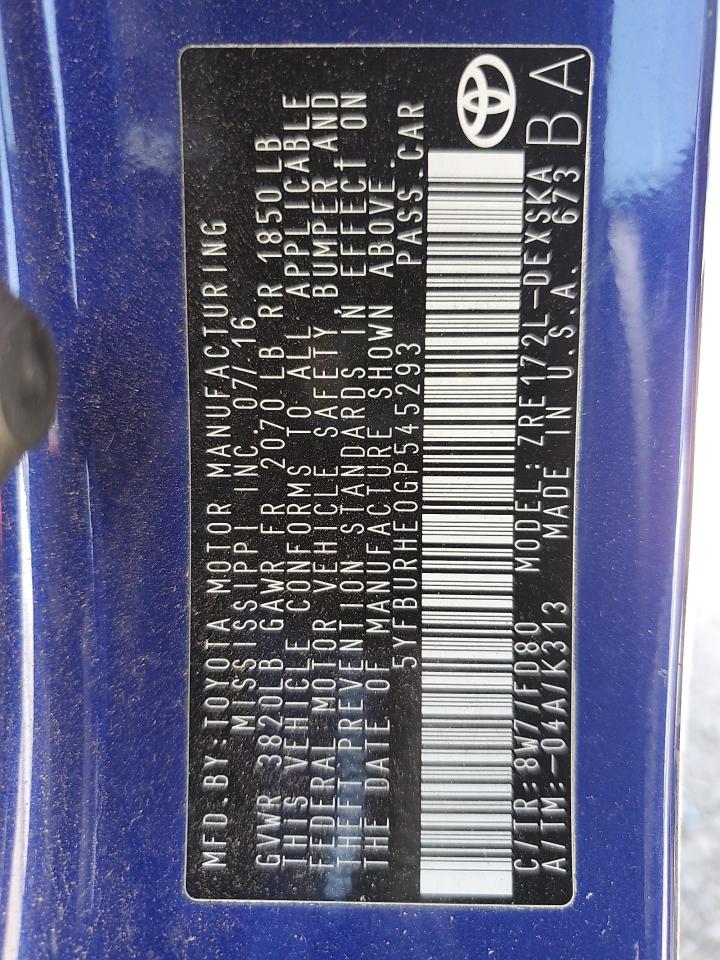 MFD.BY:TOYOTA MOTOR MANUFACTURING
MISSISSIPPI INC. 07/16
GVWR 3820LB GAWR FR 2070 LB RR 1850LB
THIS VEHICLE CONFORMS TO ALL APPLICABLE
FEDERAL MOTOR VEHICLE SAFETY, BUMPER AND
THEFT PREVENTION STANDARDS IN EFFECT ON
THE DATE OF MANUFACTURE SHOWN ABOVE.
5YFBURHE0GP545293 PASS.CAR
C/TR:8W7/FD80 MODEL:ZRE172L-DEXSKA
A/TM:-04A/K313 MADE IN U.S.A. 673
BA